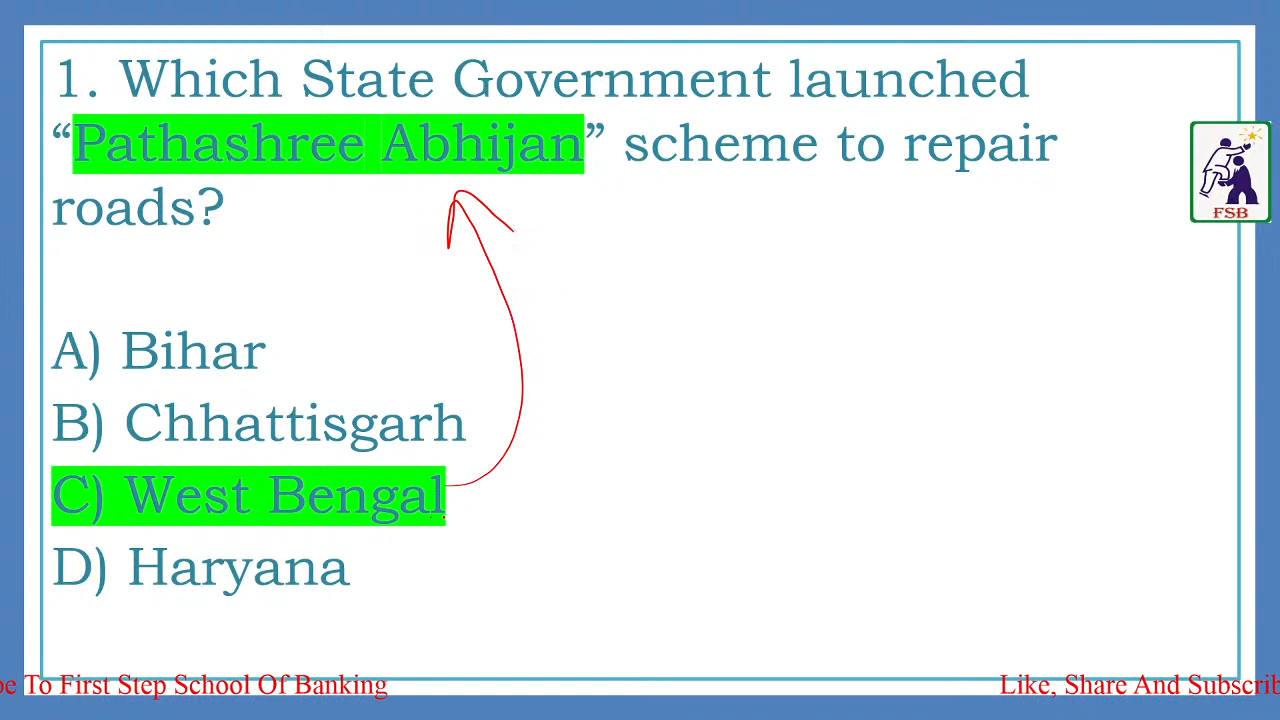 1. Which State Government launched
“Pathashree Abhijan” scheme to repair
roads?
FSB
A) Bihar
B) Chhattisgarh
C) West Bengal
D) Haryana
To First Step School Of Banking
Like, Share And Subscrib